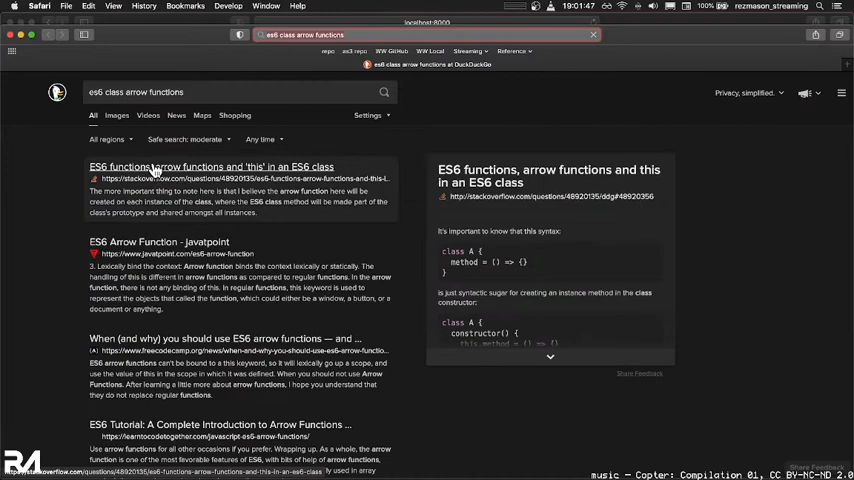 Safari File Edit View History Bookmarks Develop Window Help
100% 19:01:47 rezmason_streaming
localhost:8000
es6 class arrow functions
repo as3 repo WW GitHub WW Local Streaming Reference
es6 class arrow functions at DuckDuckGo
es6 class arrow functions
Privacy, simplified.
All Images Videos News Maps Shopping Settings
All regions Safe search: moderate Any time
ES6 functions, arrow functions and 'this' in an ES6 class
https://stackoverflow.com/questions/48920135/es6-functions-arrow-functions-and-this-i...
The more important thing to note here is that I believe the arrow function here will be
created on each instance of the class, where the ES6 class method will be made part of the
class's prototype and shared amongst all instances.
ES6 Arrow Function - javatpoint
https://www.javatpoint.com/es6-arrow-function
3. Lexically bind the context: Arrow function binds the context lexically or statically. The
handling of this is different in arrow functions as compared to regular functions. In the
arrow function, there is not any binding of this. In regular functions, this keyword is used to
represent the objects that called the function, which could either be a window, a button, or a
document or anything.
When (and why) you should use ES6 arrow functions — and ...
https://www.freecodecamp.org/news/when-and-why-you-should-use-es6-arrow-functio...
ES6 arrow functions can't be bound to a this keyword, so it will lexically go up a scope, and
use the value of this in the scope in which it was defined. When you should not use Arrow
Functions. After learning a little more about arrow functions, I hope you understand that
they do not replace regular functions.
ES6 Tutorial: A Complete Introduction to Arrow Functions ...
https://learntocodetogether.com/javascript-es6-arrow-functions/
Use arrow functions for all other occasions if you prefer. Wrapping up. As a whole, the arrow
function is one of the most favorable features of ES6, with bits of help of arrow function,
used in array
https://stackoverflow.com/questions/48920135/es6-functions-arrow-functions-and-this-in-an-es6-class
ES6 functions, arrow functions and this
in an ES6 class
http://stackoverflow.com/questions/48920135/ddg#48920356
It's important to know that this syntax:
class A {
method = () => {}
}
is just syntactic sugar for creating an instance method in the class
constructor:
class A {
constructor() {
this.method = () => {}
Share Feedback
Share Feedback
music - Copter: Compilation 01, CC BY-NC-ND 2.0